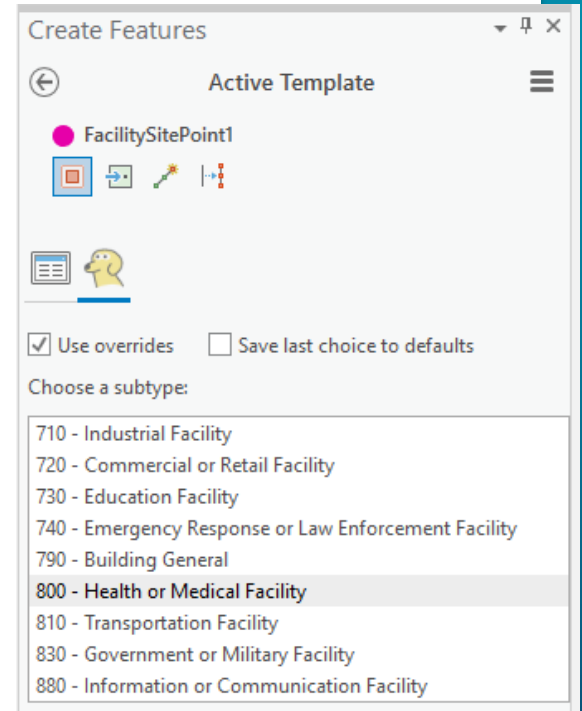 Create Features
Active Template
FacilitySitePoint1
Use overrides Save last choice to defaults
Choose a subtype:
710 - Industrial Facility
720 - Commercial or Retail Facility
730 - Education Facility
740 - Emergency Response or Law Enforcement Facility
790 - Building General
800 - Health or Medical Facility
810 - Transportation Facility
830 - Government or Military Facility
880 - Information or Communication Facility